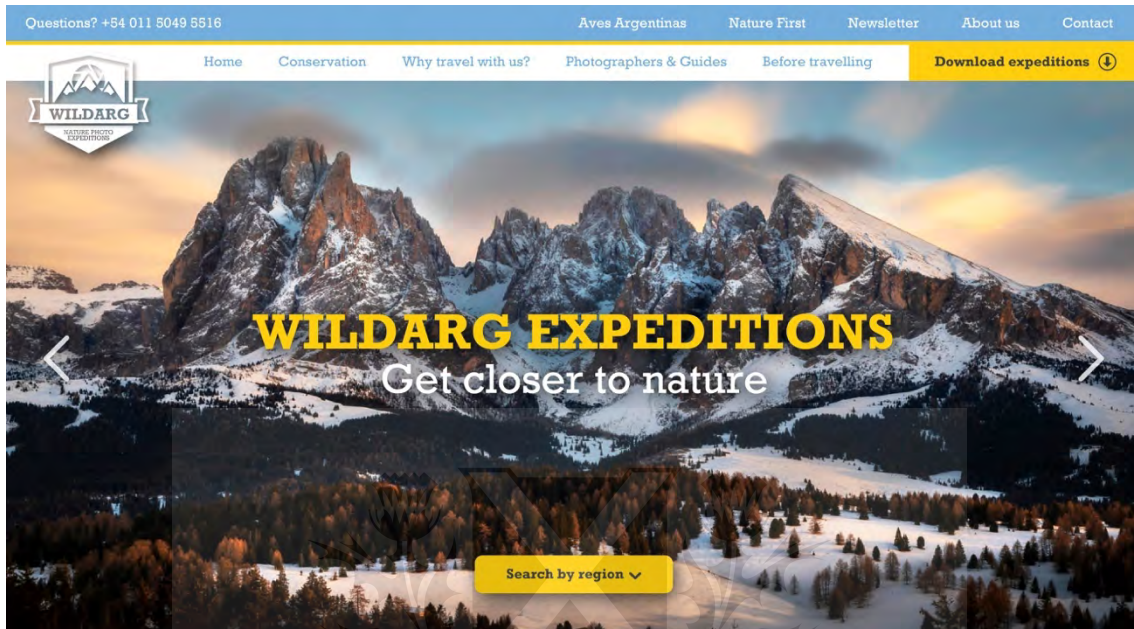 Questions? +54 011 5049 5516
Aves Argentinas
Nature First
Newsletter
About us
Contact
Home
Conservation
Why travel with us?
Photographers & Guides
Before travelling
Download expeditions
WILDARG
NATURE PHOTO
EXPEDITIONS
WILDARG EXPEDITIONS
Get closer to nature
Search by region